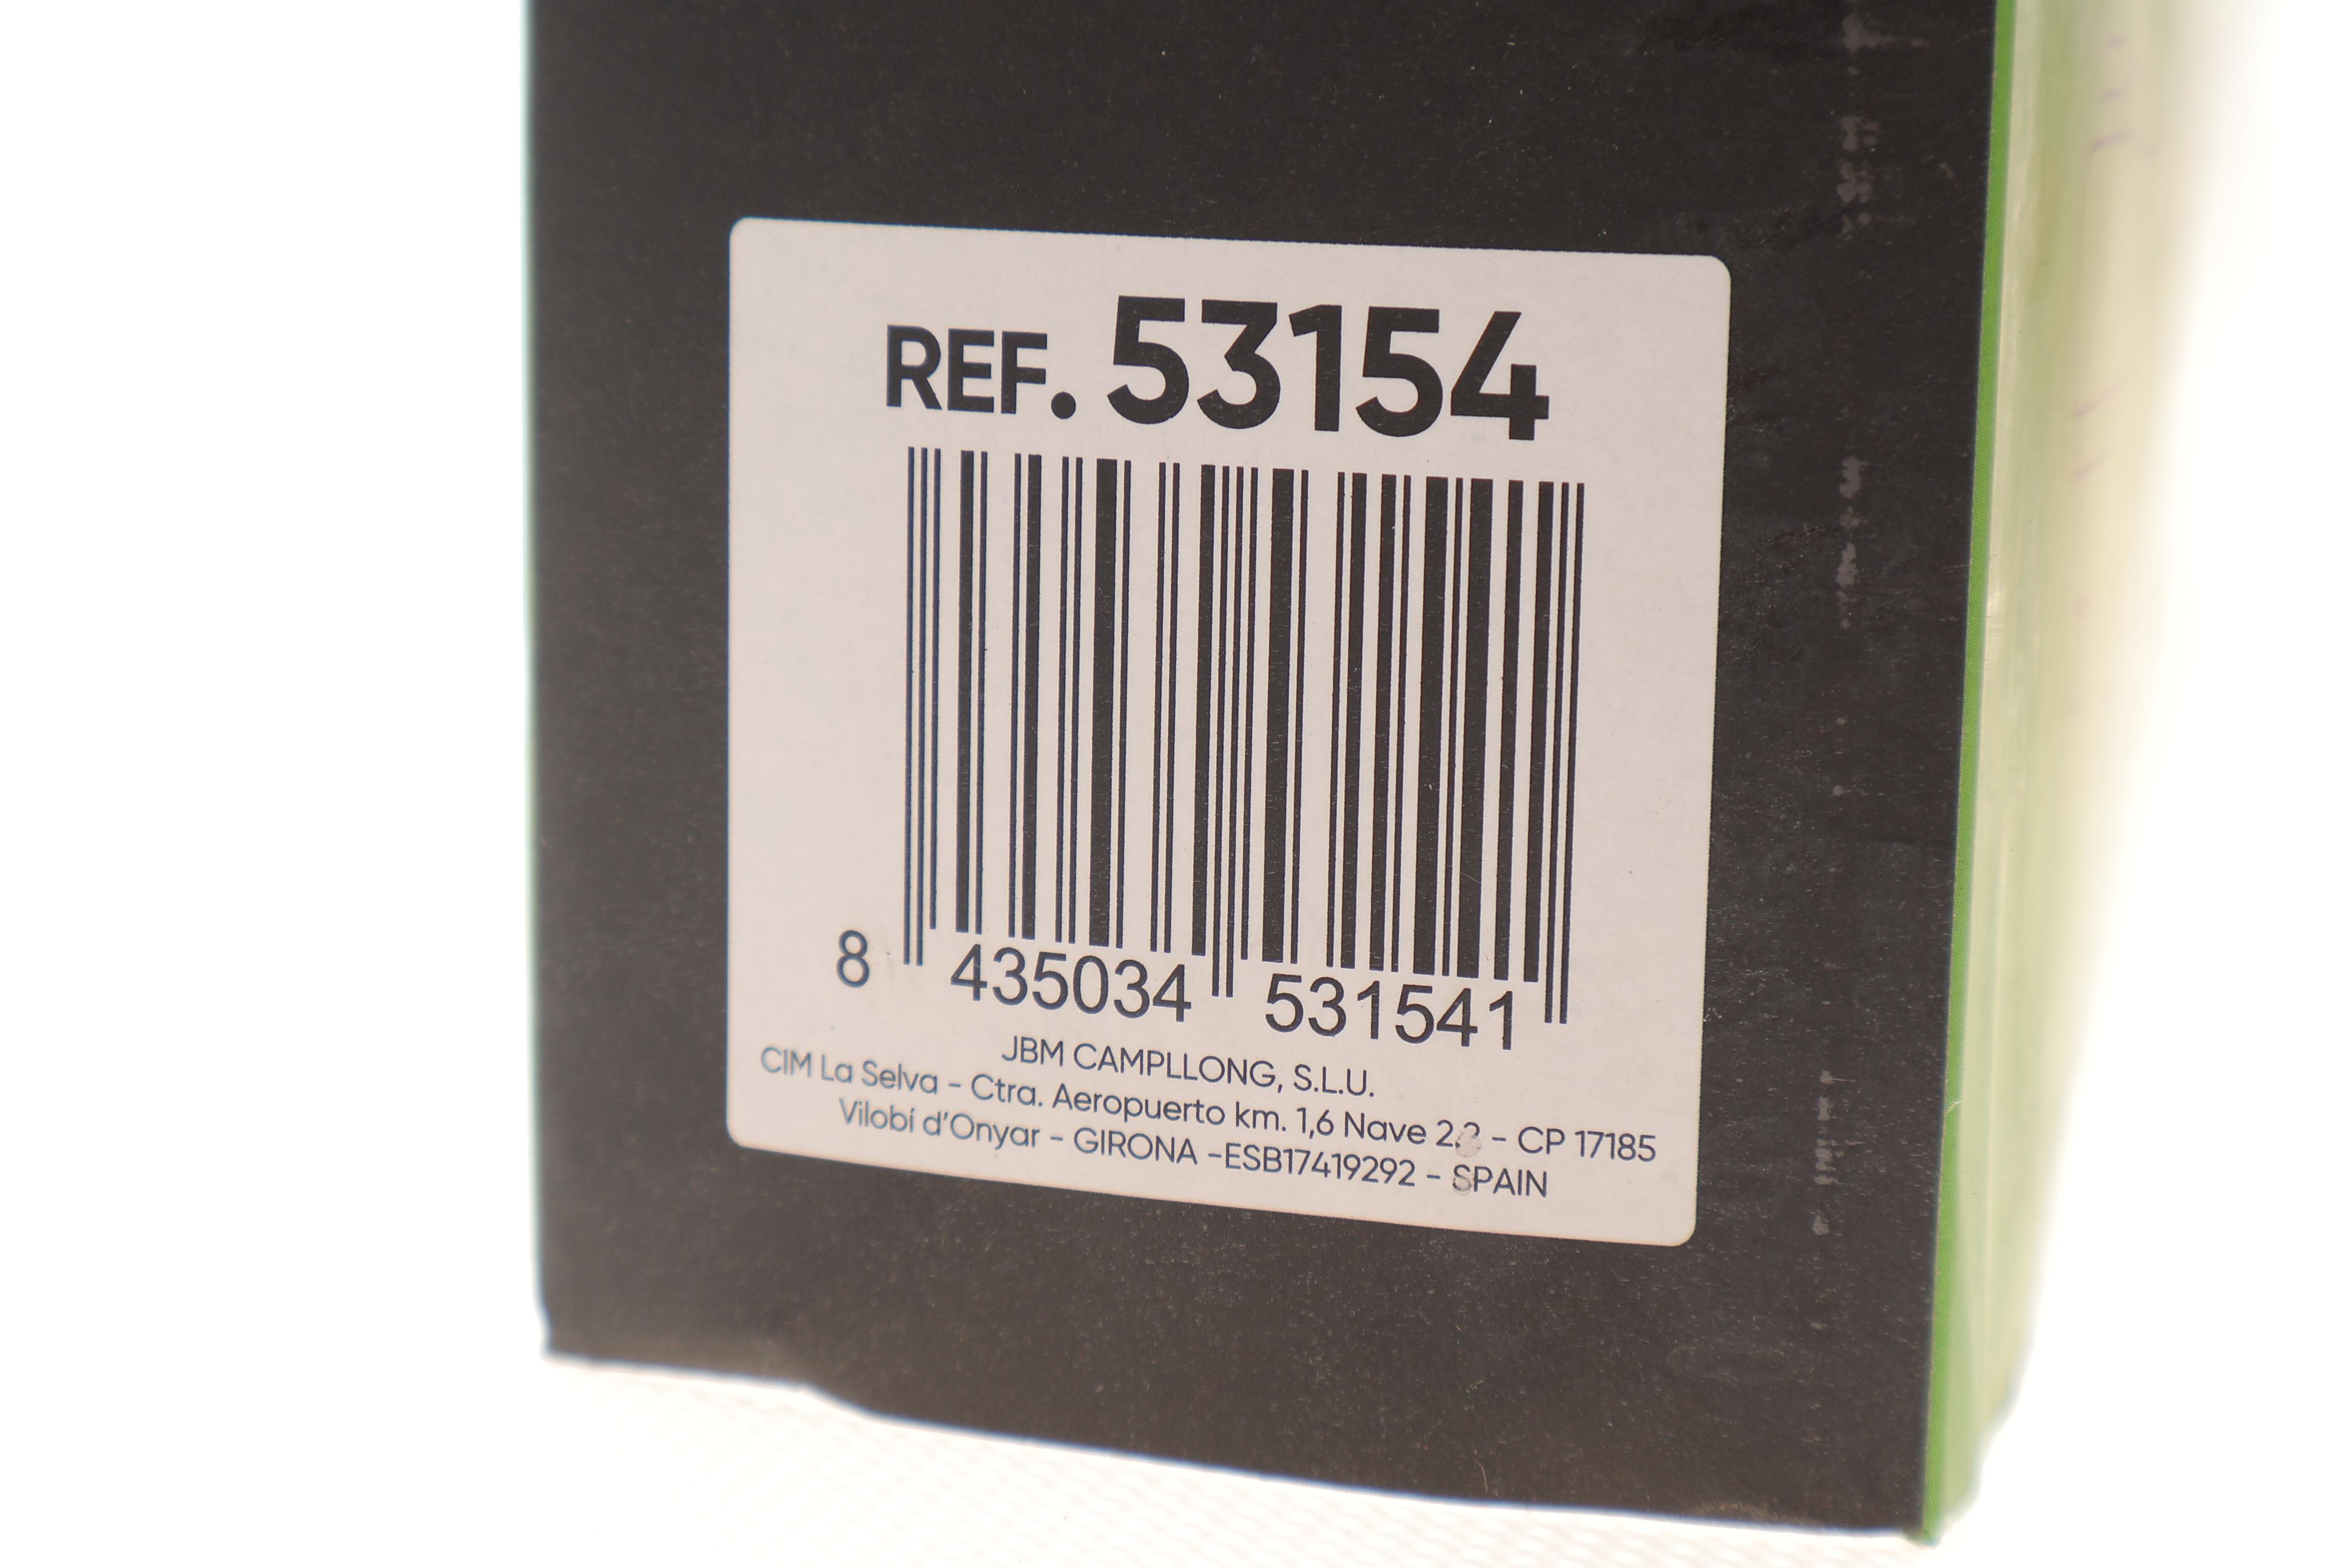 REF. 53154
8 435034 531541
JBM CAMPLLONG, S.L.U.
CIM La Selva - Ctra. Aeropuerto km. 1,6 Nave - CP 17185
Vilobí d'Onyar - GIRONA -ESB17419292 - SPAIN